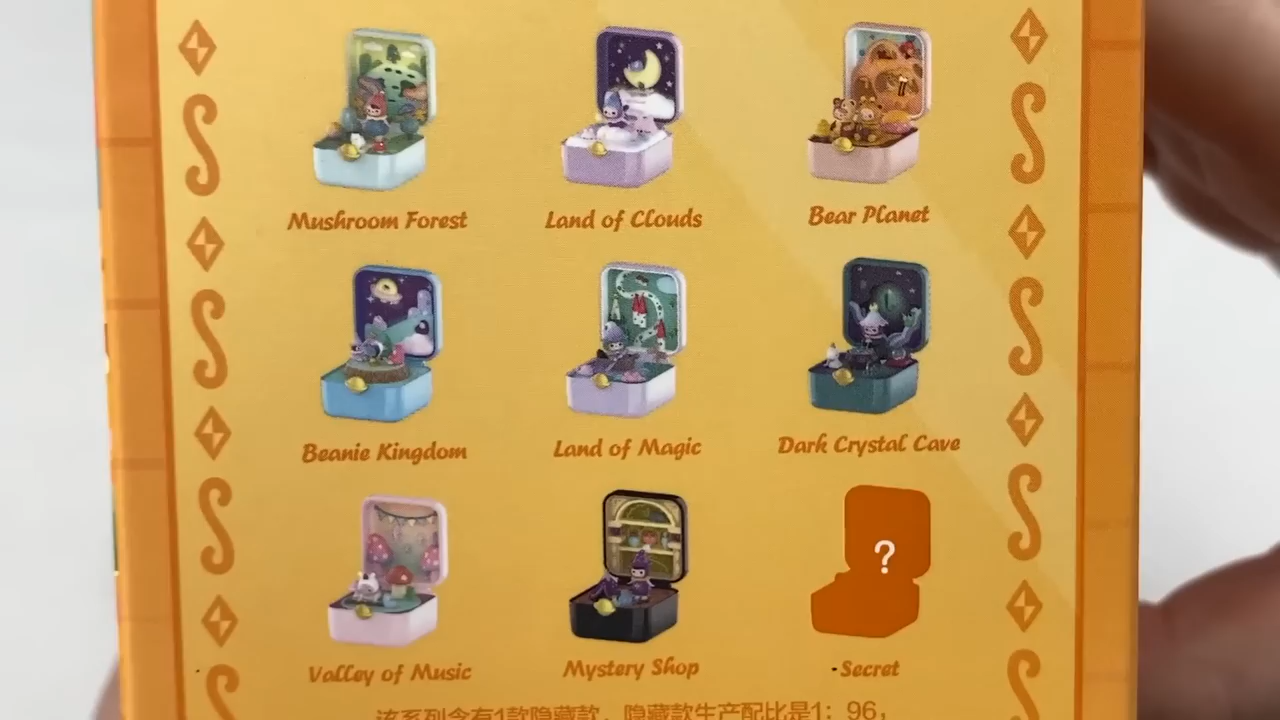 Mushroom Forest Land of Clouds Bear Planet
Beanie Kingdom Land of Magic Dark Crystal Cave
?
Valley of Music Mystery Shop Secret
该系列含有1款隐藏款，隐藏款生产配比是1：96，